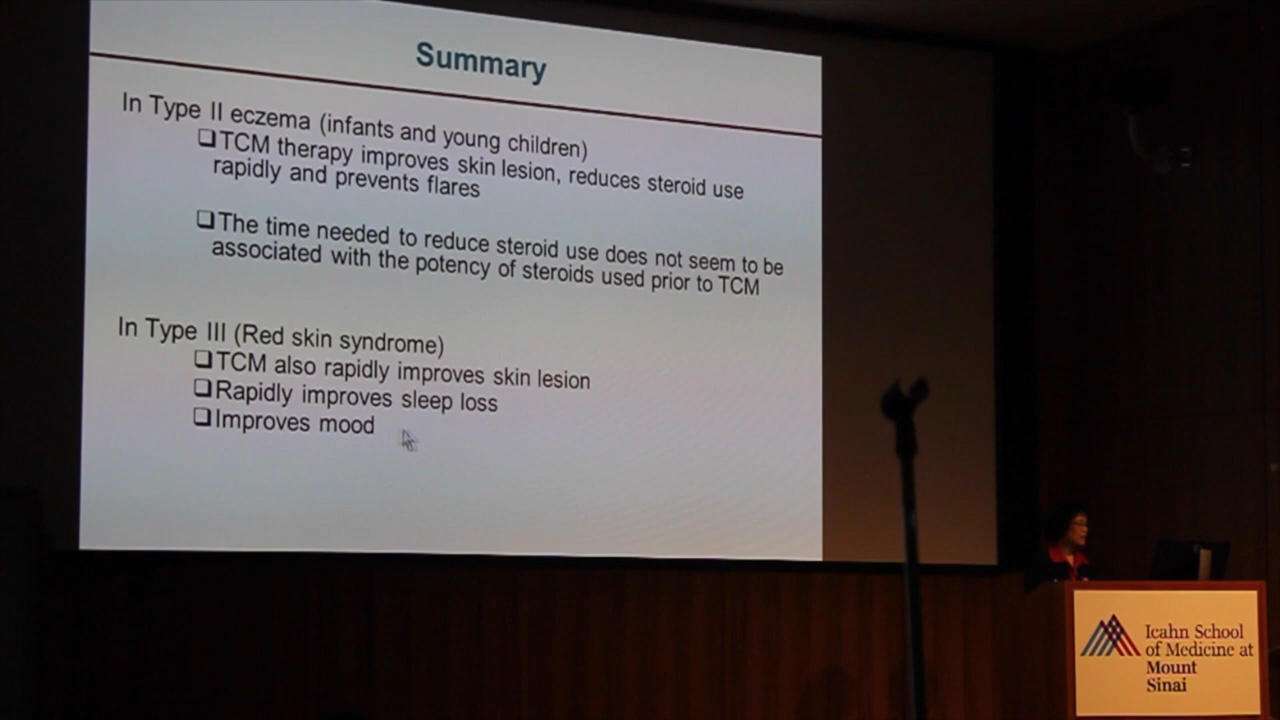 Summary
In Type II eczema (infants and young children)
❑TCM therapy improves skin lesion, reduces steroid use
rapidly and prevents flares
❑The time needed to reduce steroid use does not seem to be
associated with the potency of steroids used prior to TCM
In Type III (Red skin syndrome)
❑TCM also rapidly improves skin lesion
❑Rapidly improves sleep loss
❑Improves mood
Icahn School
of Medicine at
Mount
Sinai